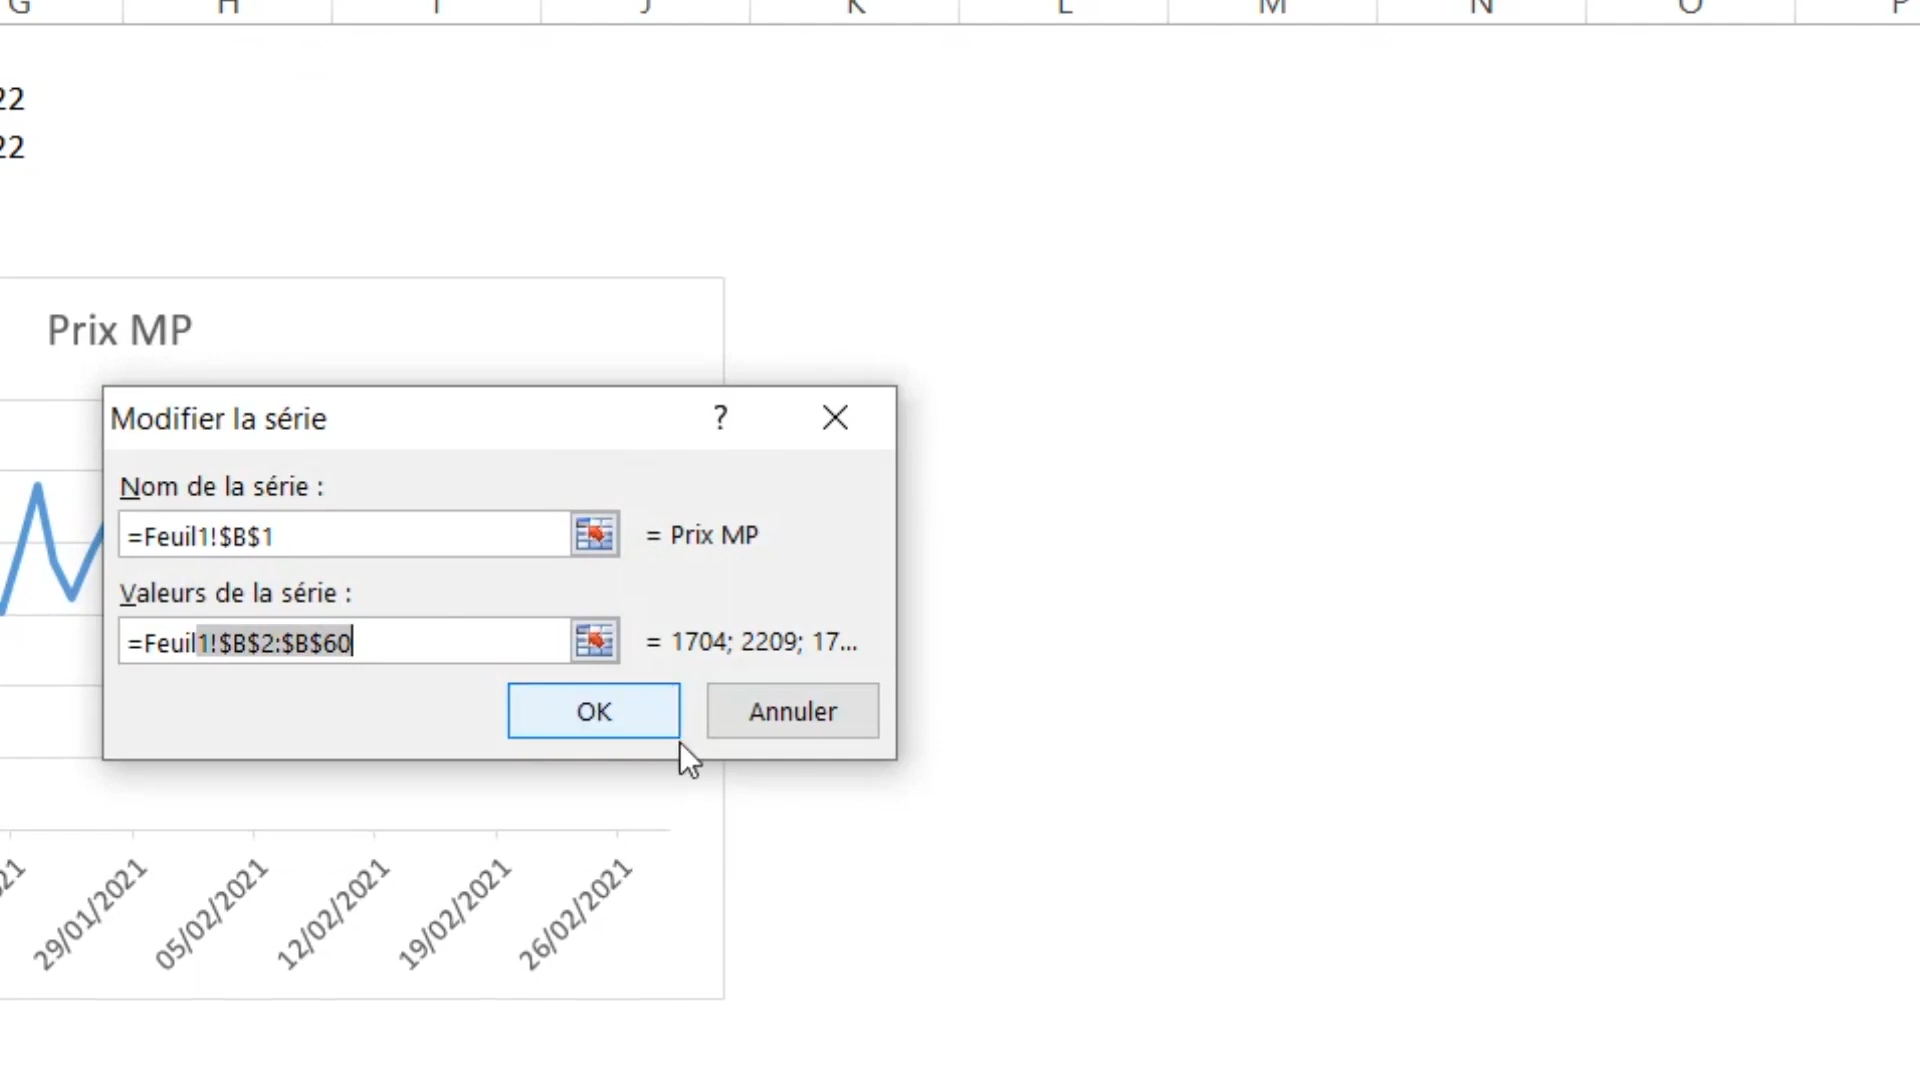 G H I J K L M N O P
22
22
Prix MP
Modifier la série ? ×
Nom de la série :
=Feuil1!$B$1 = Prix MP
Valeurs de la série :
=Feuil1!$B$2:$B$60 = 1704; 2209; 17...
OK Annuler
21 29/01/2021 05/02/2021 12/02/2021 19/02/2021 26/02/2021